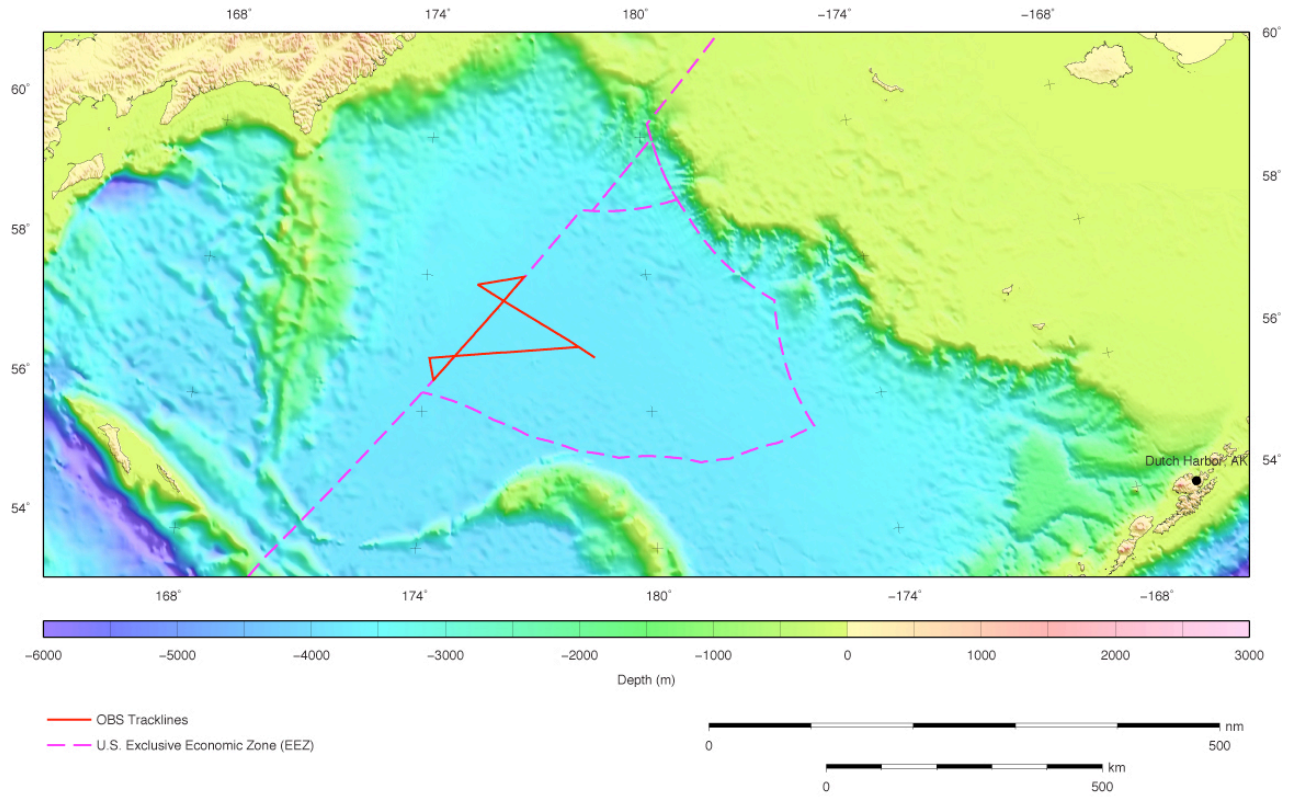 168° 174° 180° −174° −168°
60° 60°
58° 58°
56° 56°
54° 54°
Dutch Harbor, AK
168° 174° 180° −174° −168°
−6000 −5000 −4000 −3000 −2000 −1000 0 1000 2000 3000
Depth (m)
OBS Tracklines
U.S. Exclusive Economic Zone (EEZ)
nm
0 500
km
0 500